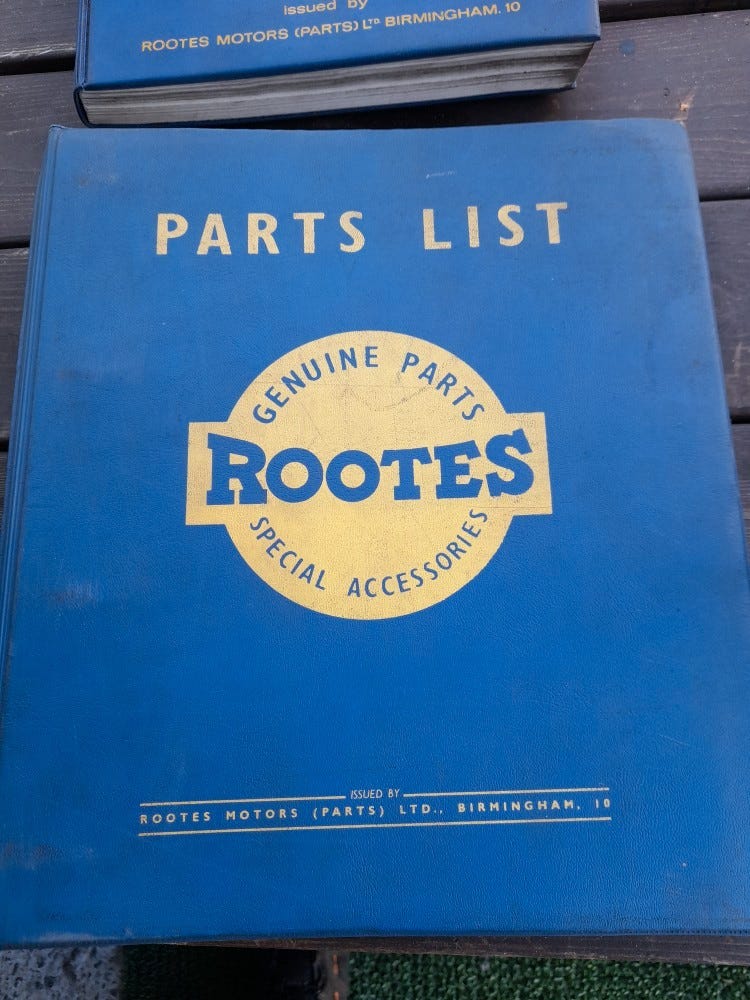 issued by
ROOTES MOTORS (PARTS) LTD BIRMINGHAM. 10
PARTS LIST
GENUINE PARTS
ROOTES
SPECIAL ACCESSORIES
ISSUED BY
ROOTES MOTORS (PARTS) LTD., BIRMINGHAM, 10